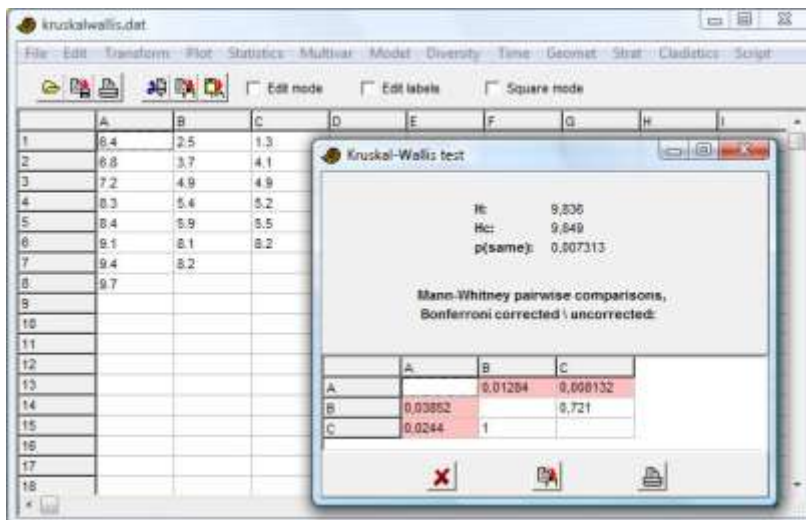 kruskalwallis.dat
File Edit Transform Plot Statistics Multivar Model Diversity Time Geomet Strat Cladistics Script
Edit mode Edit labels Square mode
A B C D E F G H I
1 6.4 2.5 1.3
2 6.8 3.7 4.1
3 7.2 4.9 4.9
4 8.3 5.4 5.2
5 8.4 5.9 5.5
6 9.1 8.1 8.2
7 9.4 8.2
8 9.7
9
10
11
12
13
14
15
16
17
18
Kruskal-Wallis test
H: 9,836
Hc: 9,849
p(same): 0,007313
Mann-Whitney pairwise comparisons,
Bonferroni corrected \ uncorrected:
A B C
A 0,01284 0,008132
B 0,03852 0,721
C 0,0244 1